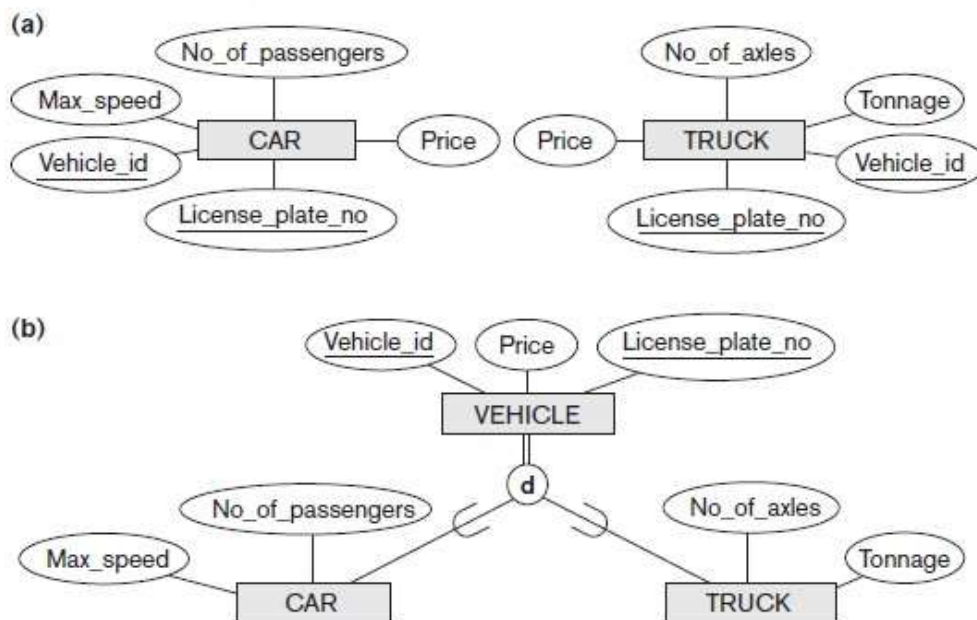 (a)
No_of_passengers
No_of_axles
Max_speed
Tonnage
CAR
Price
Price
TRUCK
Vehicle_id
Vehicle_id
License_plate_no
License_plate_no
(b)
Vehicle_id
Price
License_plate_no
VEHICLE
d
No_of_passengers
No_of_axles
Max_speed
Tonnage
CAR
TRUCK